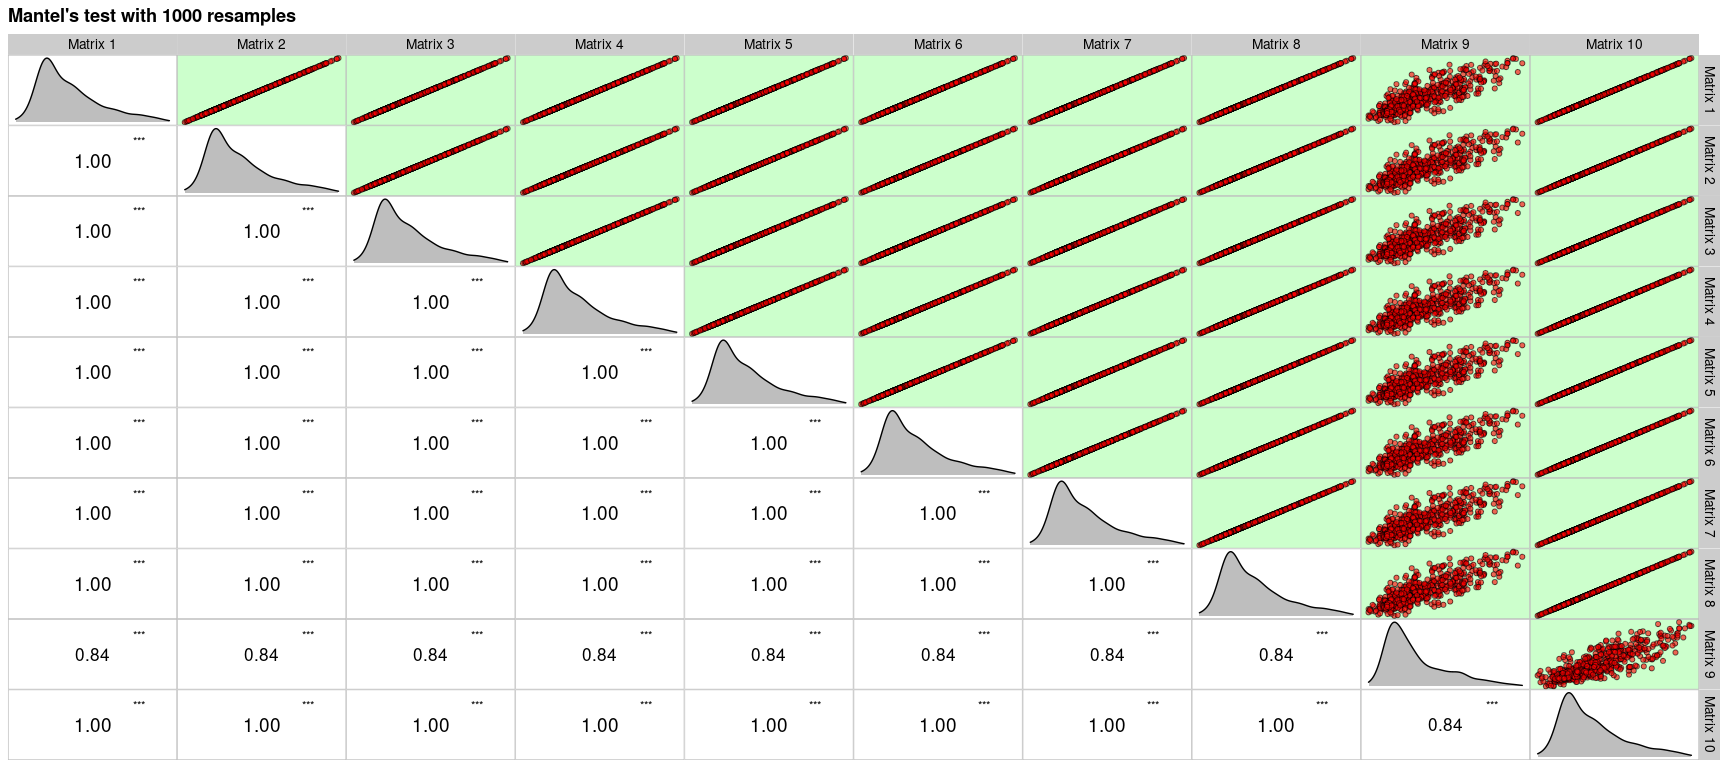 Mantel's test with 1000 resamples
Matrix 1 Matrix 2 Matrix 3 Matrix 4 Matrix 5 Matrix 6 Matrix 7 Matrix 8 Matrix 9 Matrix 10
Matrix 1
1.00 ***
Matrix 2
1.00 *** 1.00 ***
Matrix 3
1.00 *** 1.00 *** 1.00 ***
Matrix 4
1.00 *** 1.00 *** 1.00 *** 1.00 ***
Matrix 5
1.00 *** 1.00 *** 1.00 *** 1.00 *** 1.00 ***
Matrix 6
1.00 *** 1.00 *** 1.00 *** 1.00 *** 1.00 *** 1.00 ***
Matrix 7
1.00 *** 1.00 *** 1.00 *** 1.00 *** 1.00 *** 1.00 *** 1.00 ***
Matrix 8
0.84 *** 0.84 *** 0.84 *** 0.84 *** 0.84 *** 0.84 *** 0.84 *** 0.84 ***
Matrix 9
1.00 *** 1.00 *** 1.00 *** 1.00 *** 1.00 *** 1.00 *** 1.00 *** 1.00 *** 0.84 ***
Matrix 10